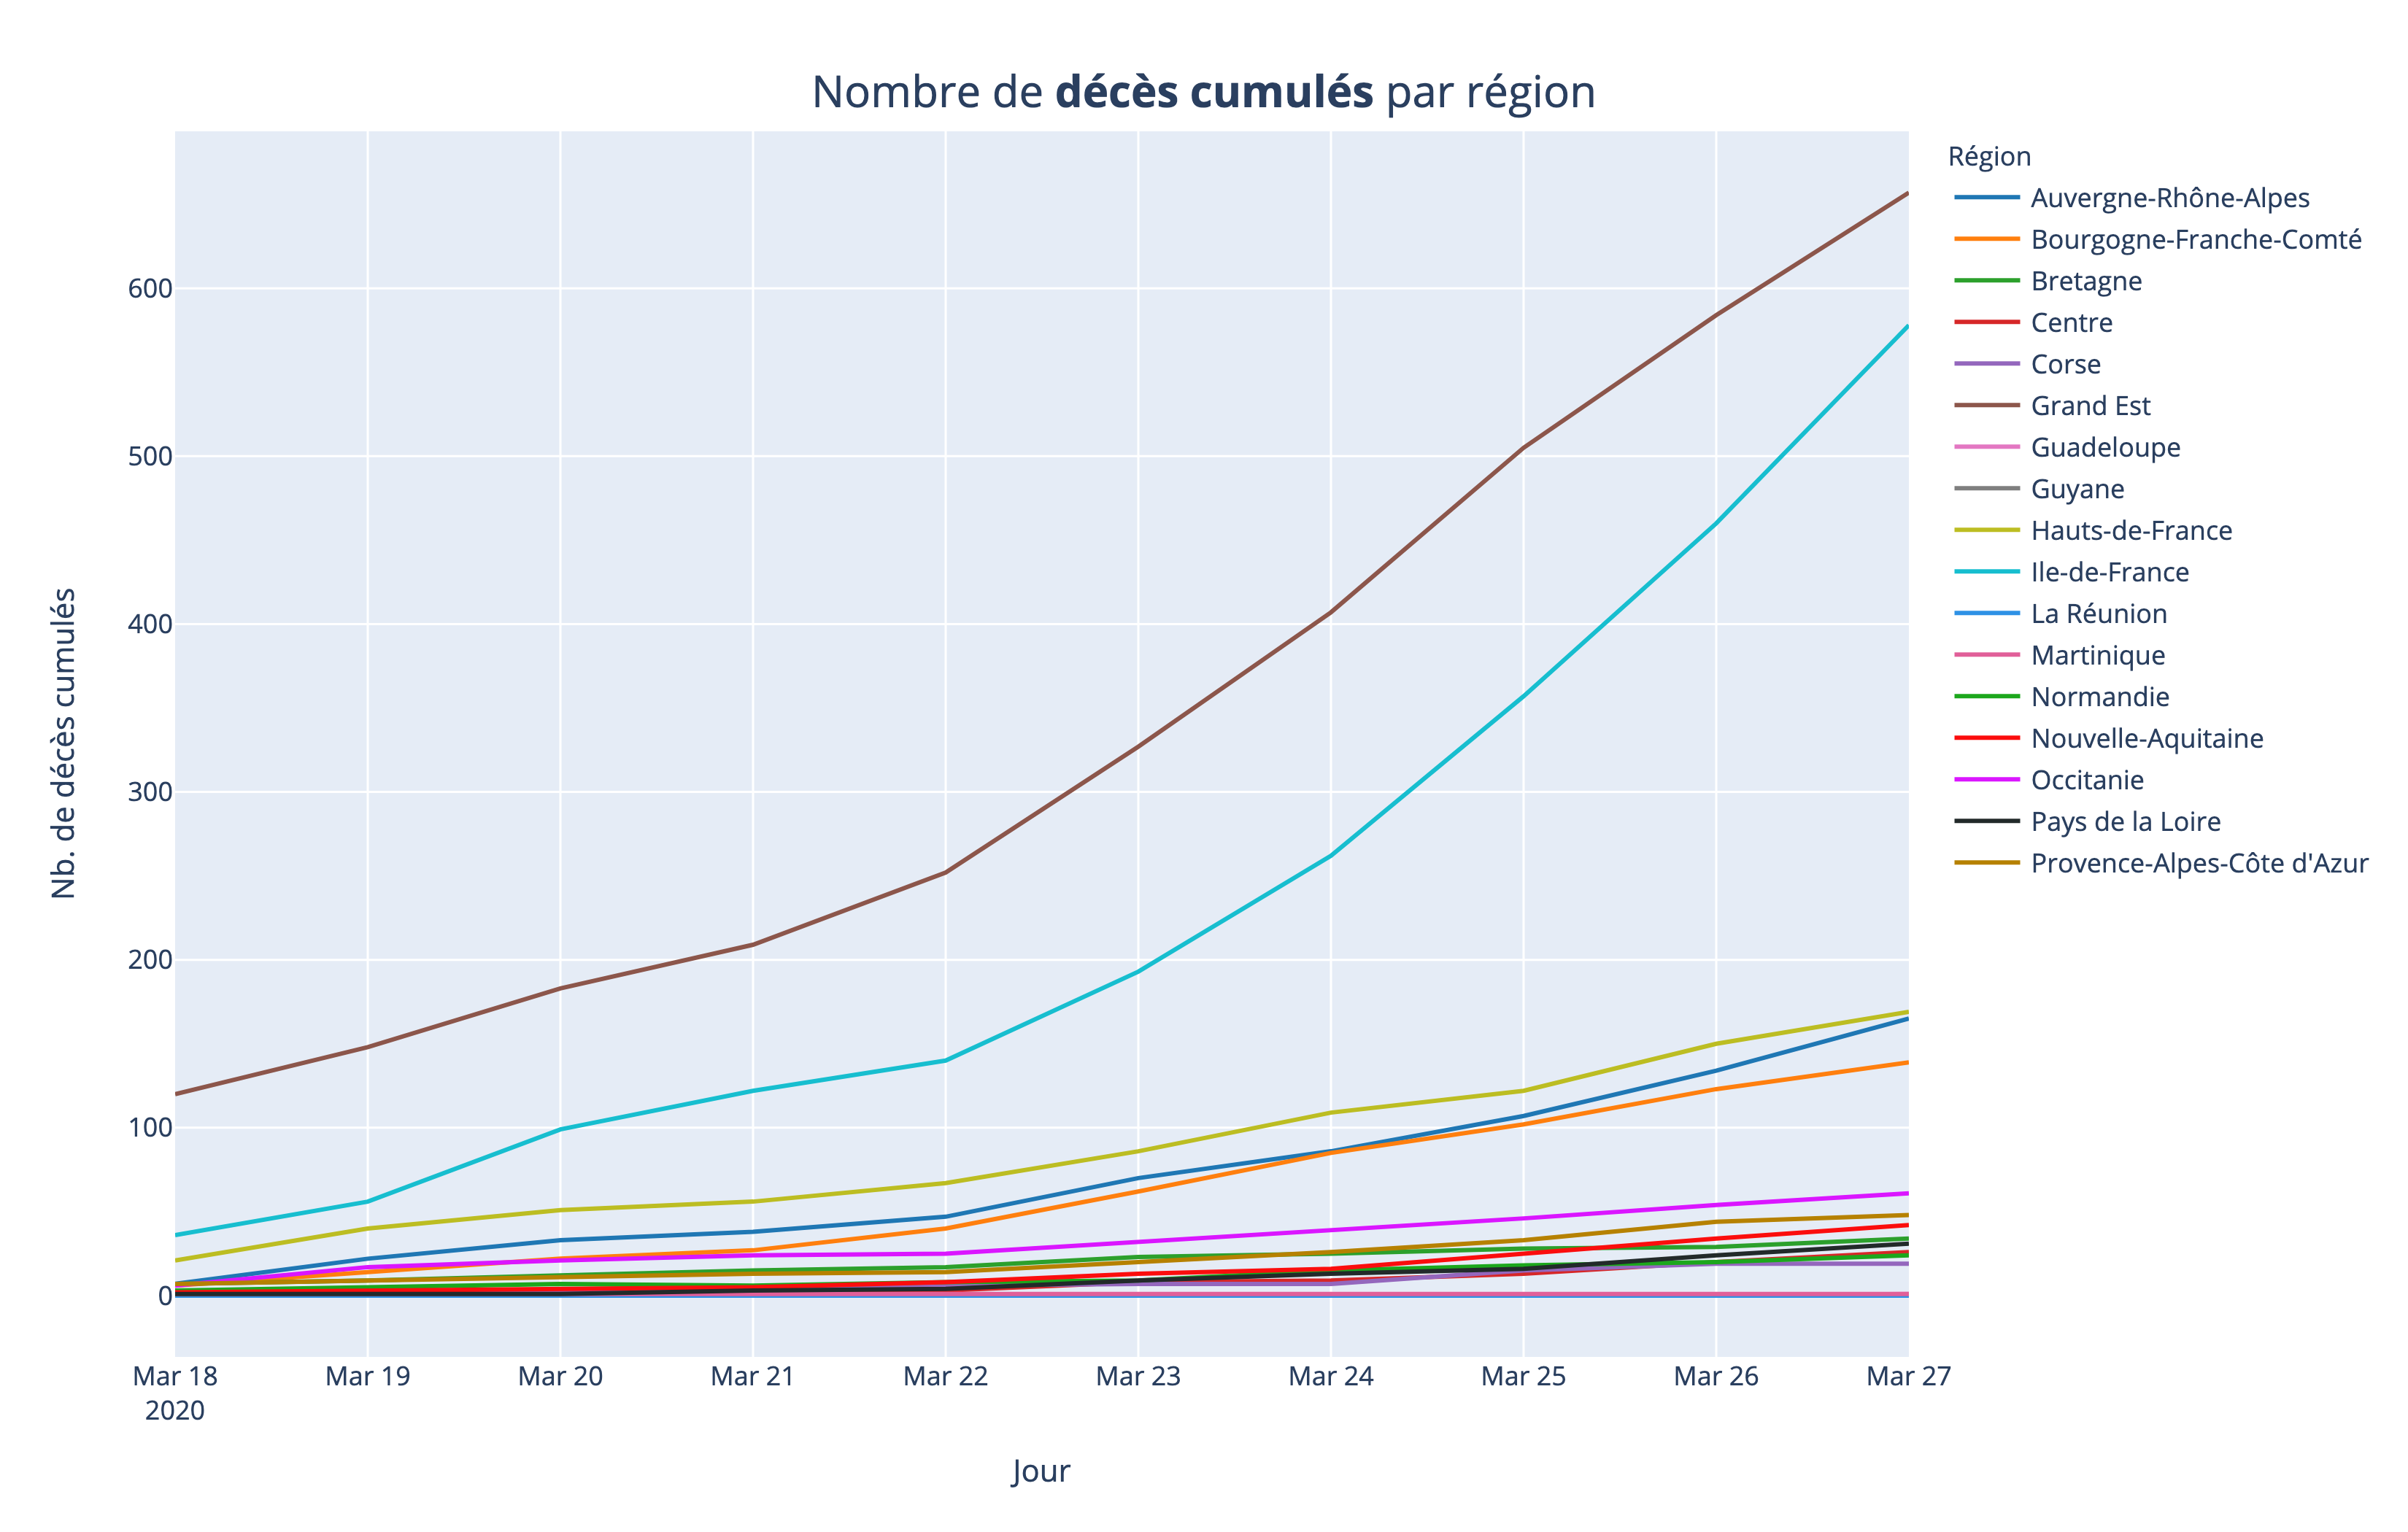 Nombre de décès cumulés par région
Nb. de décès cumulés
600
500
400
300
200
100
0
Mar 18
2020
Mar 19
Mar 20
Mar 21
Mar 22
Mar 23
Mar 24
Mar 25
Mar 26
Mar 27
Jour
Région
Auvergne-Rhône-Alpes
Bourgogne-Franche-Comté
Bretagne
Centre
Corse
Grand Est
Guadeloupe
Guyane
Hauts-de-France
Ile-de-France
La Réunion
Martinique
Normandie
Nouvelle-Aquitaine
Occitanie
Pays de la Loire
Provence-Alpes-Côte d'Azur